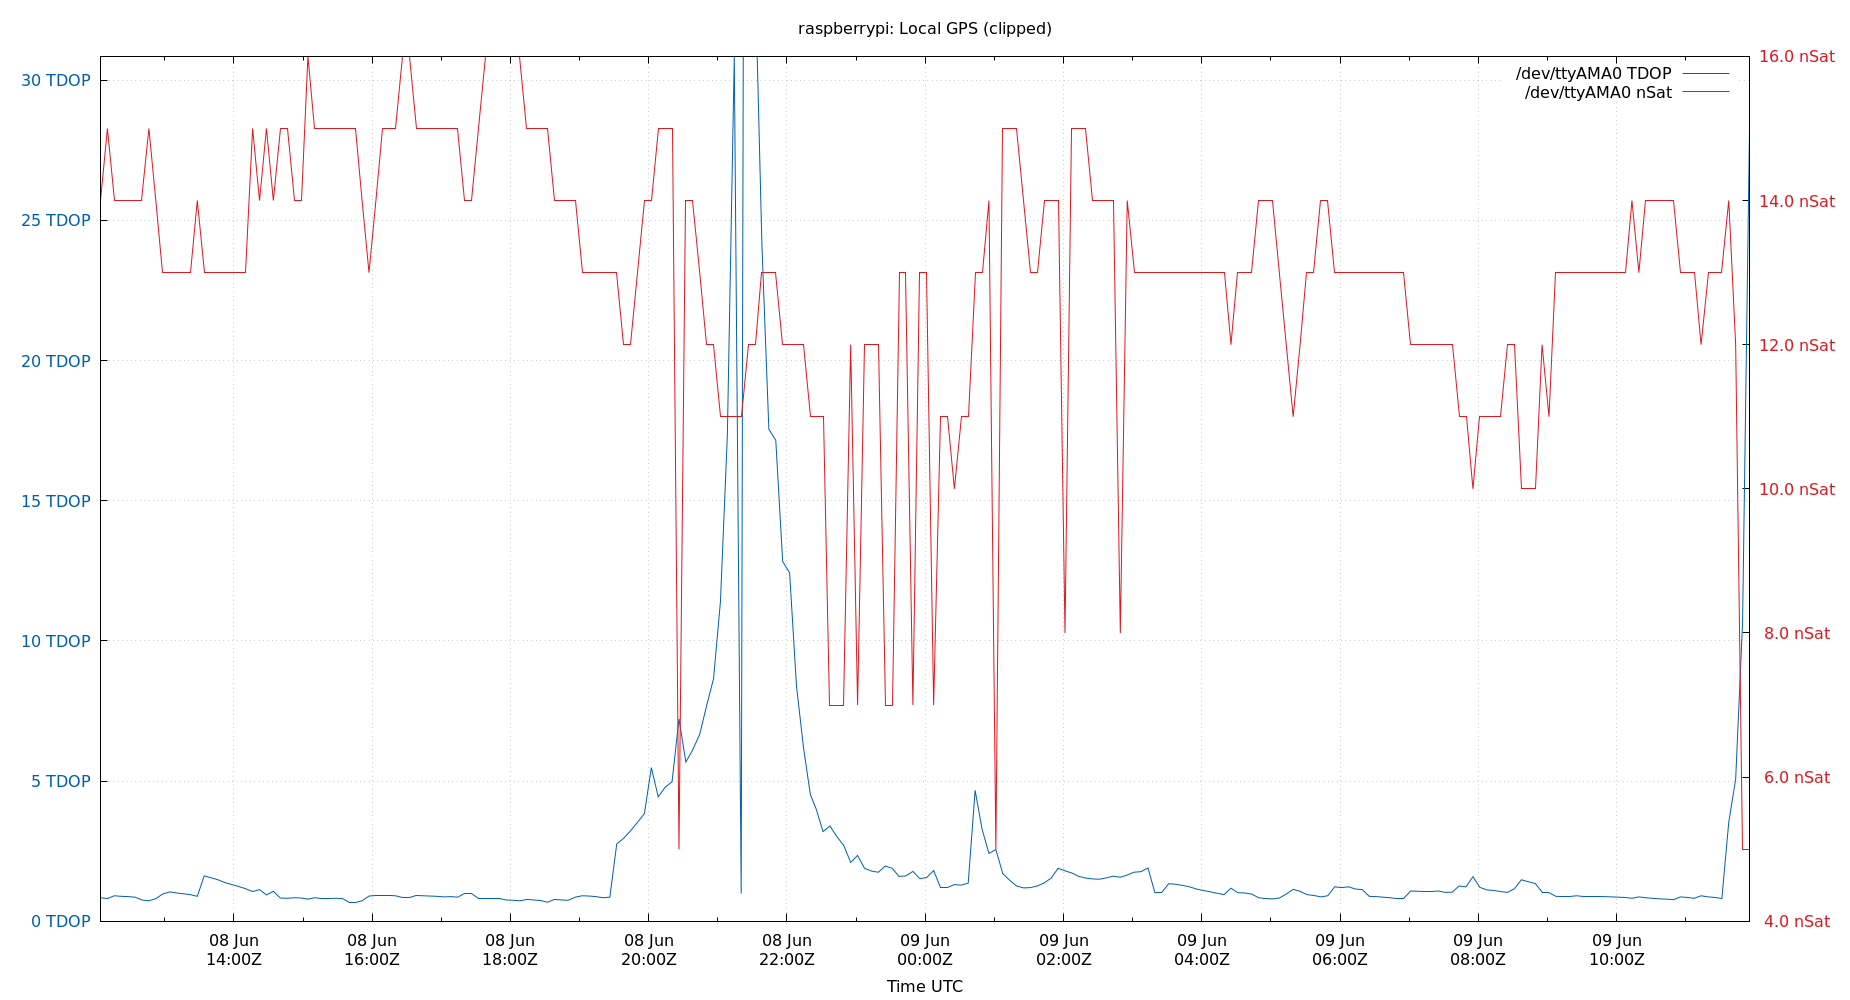 raspberrypi: Local GPS (clipped)
/dev/ttyAMA0 TDOP
/dev/ttyAMA0 nSat
30 TDOP
25 TDOP
20 TDOP
15 TDOP
10 TDOP
5 TDOP
0 TDOP
16.0 nSat
14.0 nSat
12.0 nSat
10.0 nSat
8.0 nSat
6.0 nSat
4.0 nSat
08 Jun
14:00Z
08 Jun
16:00Z
08 Jun
18:00Z
08 Jun
20:00Z
08 Jun
22:00Z
09 Jun
00:00Z
09 Jun
02:00Z
09 Jun
04:00Z
09 Jun
06:00Z
09 Jun
08:00Z
09 Jun
10:00Z
Time UTC